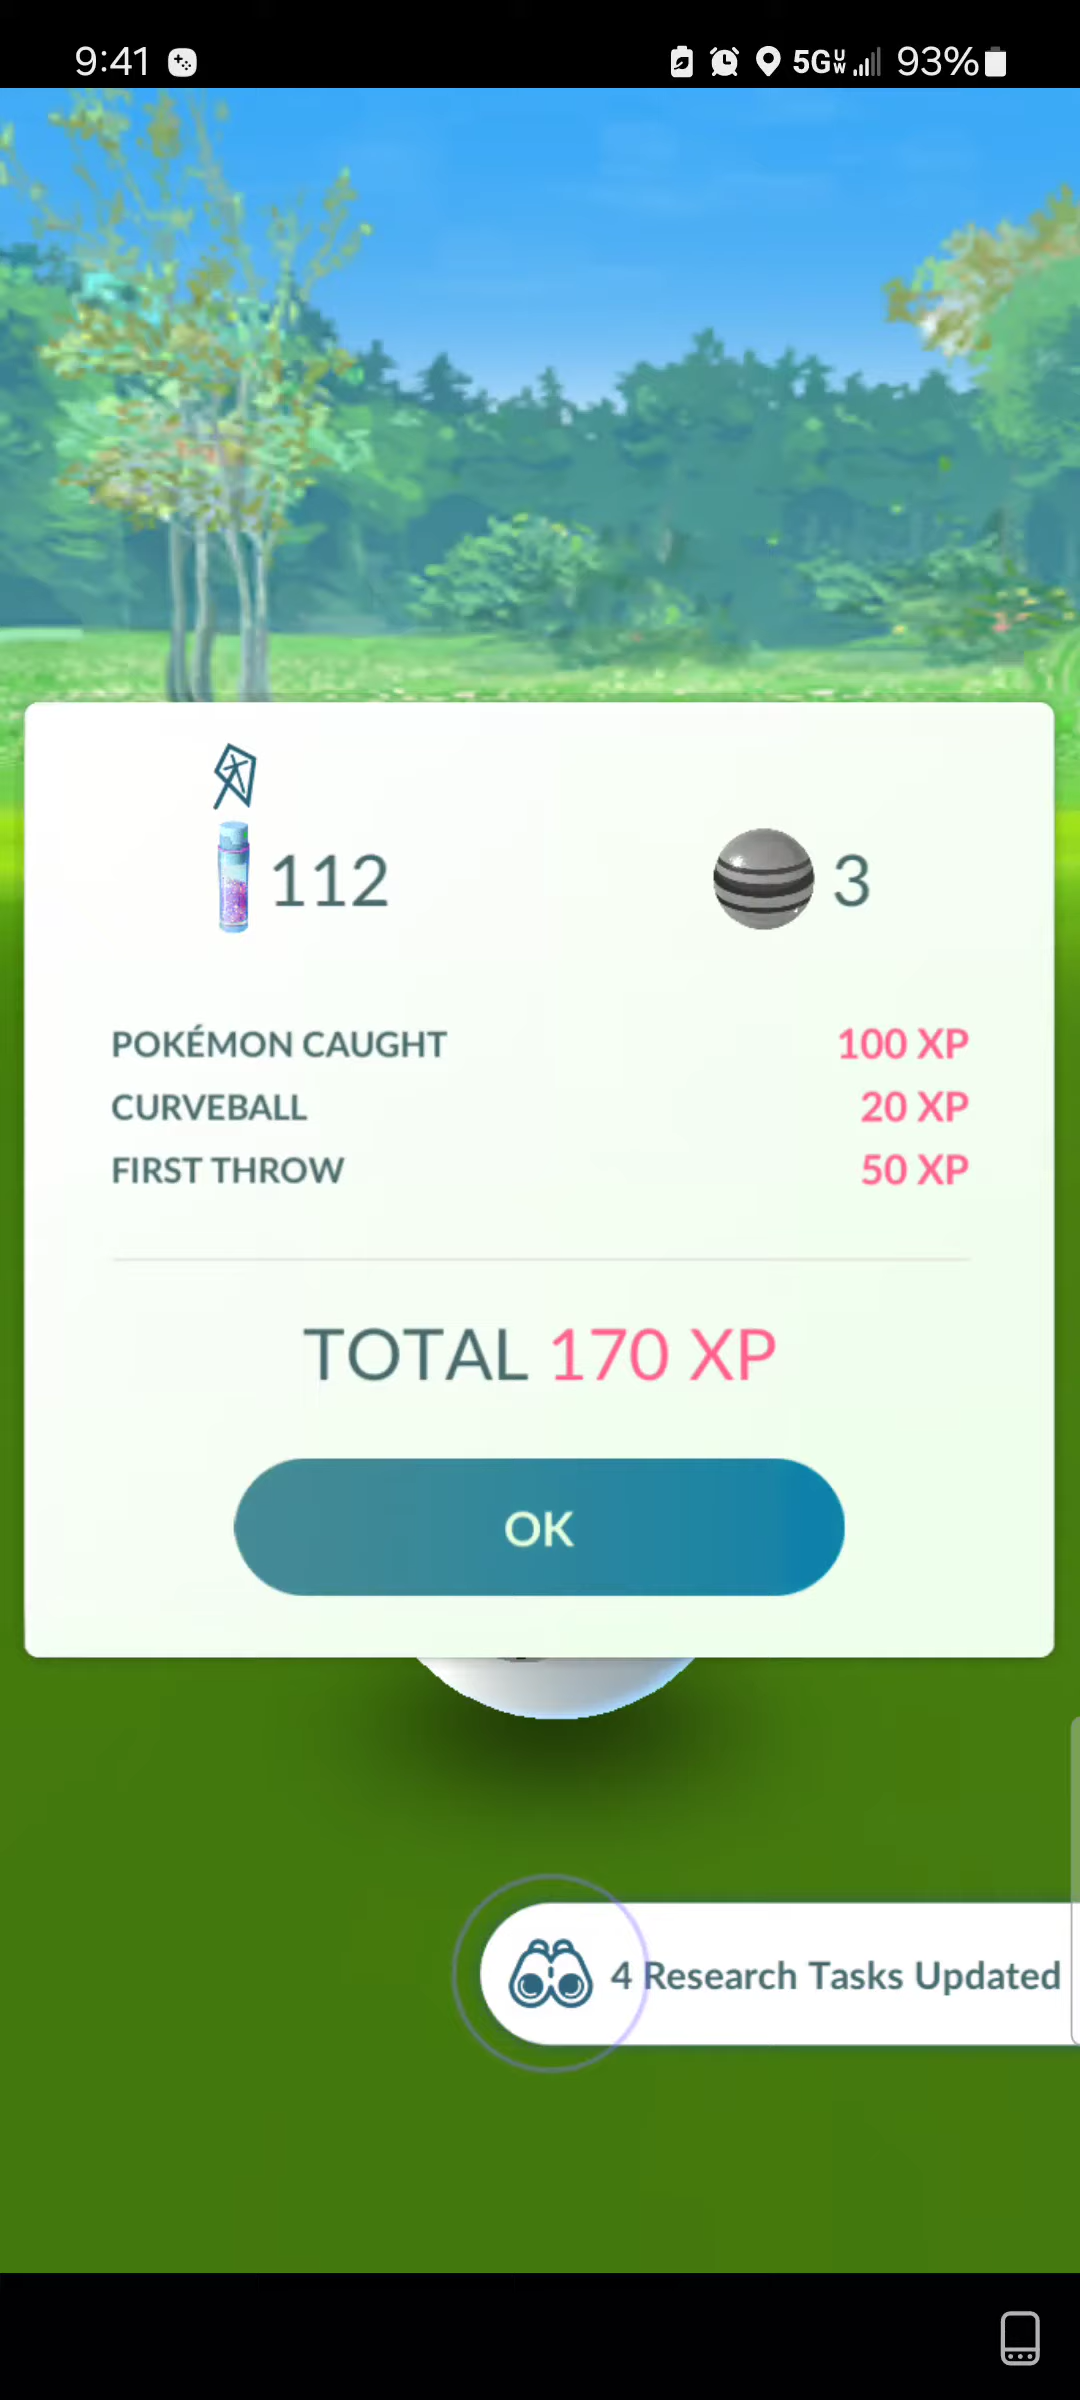 9:41 5G UW 93%
112 3
POKÉMON CAUGHT 100 XP
CURVEBALL 20 XP
FIRST THROW 50 XP
TOTAL 170 XP
OK
4 Research Tasks Updated